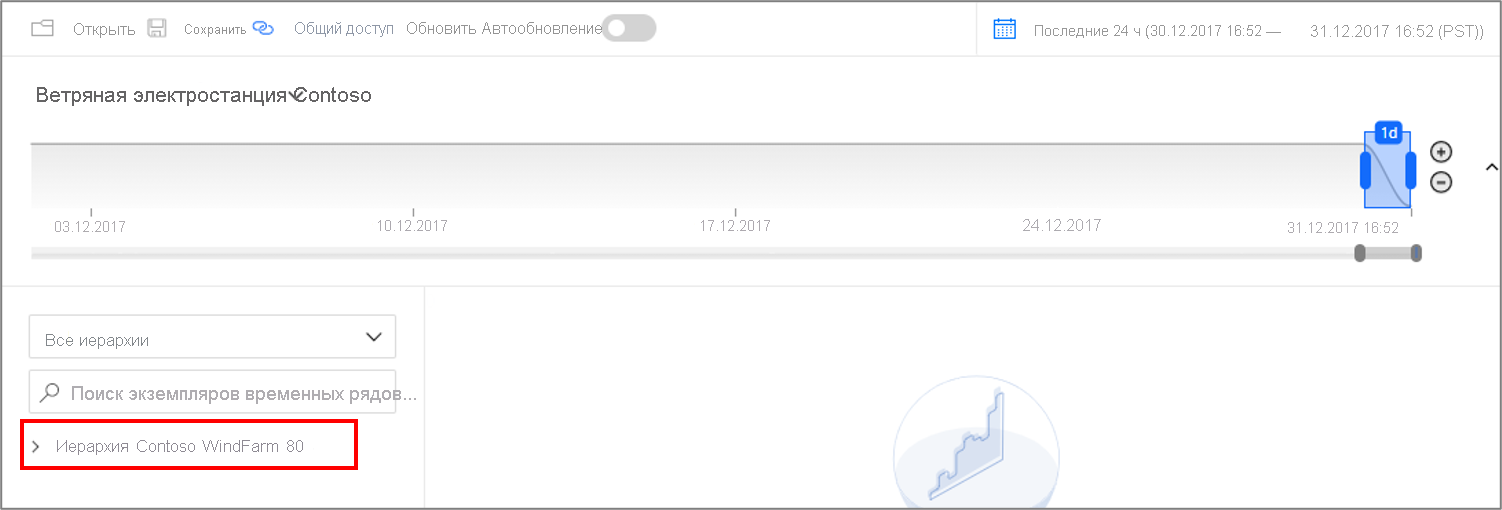 Открыть Сохранить Общий доступ Обновить Автообновление Последние 24 ч (30.12.2017 16:52 — 31.12.2017 16:52 (PST))
Ветряная электростанция Contoso
1d
03.12.2017 10.12.2017 17.12.2017 24.12.2017 31.12.2017 16:52
Все иерархии
Поиск экземпляров временных рядов...
Иерархия Contoso WindFarm 80